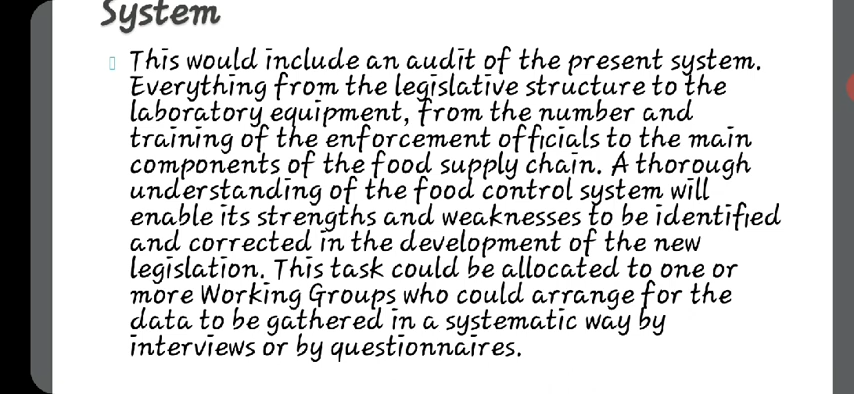 System
This would include an audit of the present system.
Everything from the legislative structure to the
laboratory equipment, from the number and
training of the enforcement officials to the main
components of the food supply chain. A thorough
understanding of the food control system will
enable its strengths and weaknesses to be identified
and corrected in the development of the new
legislation. This task could be allocated to one or
more Working Groups who could arrange for the
data to be gathered in a systematic way by
interviews or by questionnaires.